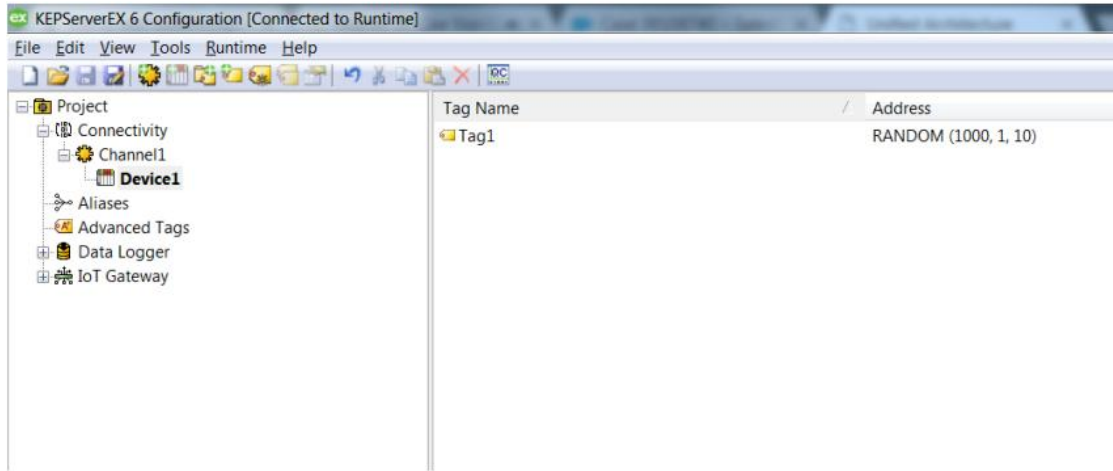 KEPServerEX 6 Configuration [Connected to Runtime]
File Edit View Tools Runtime Help
Project
Connectivity
Channel1
Device1
Aliases
Advanced Tags
Data Logger
IoT Gateway
Tag Name / Address
Tag1 RANDOM (1000, 1, 10)